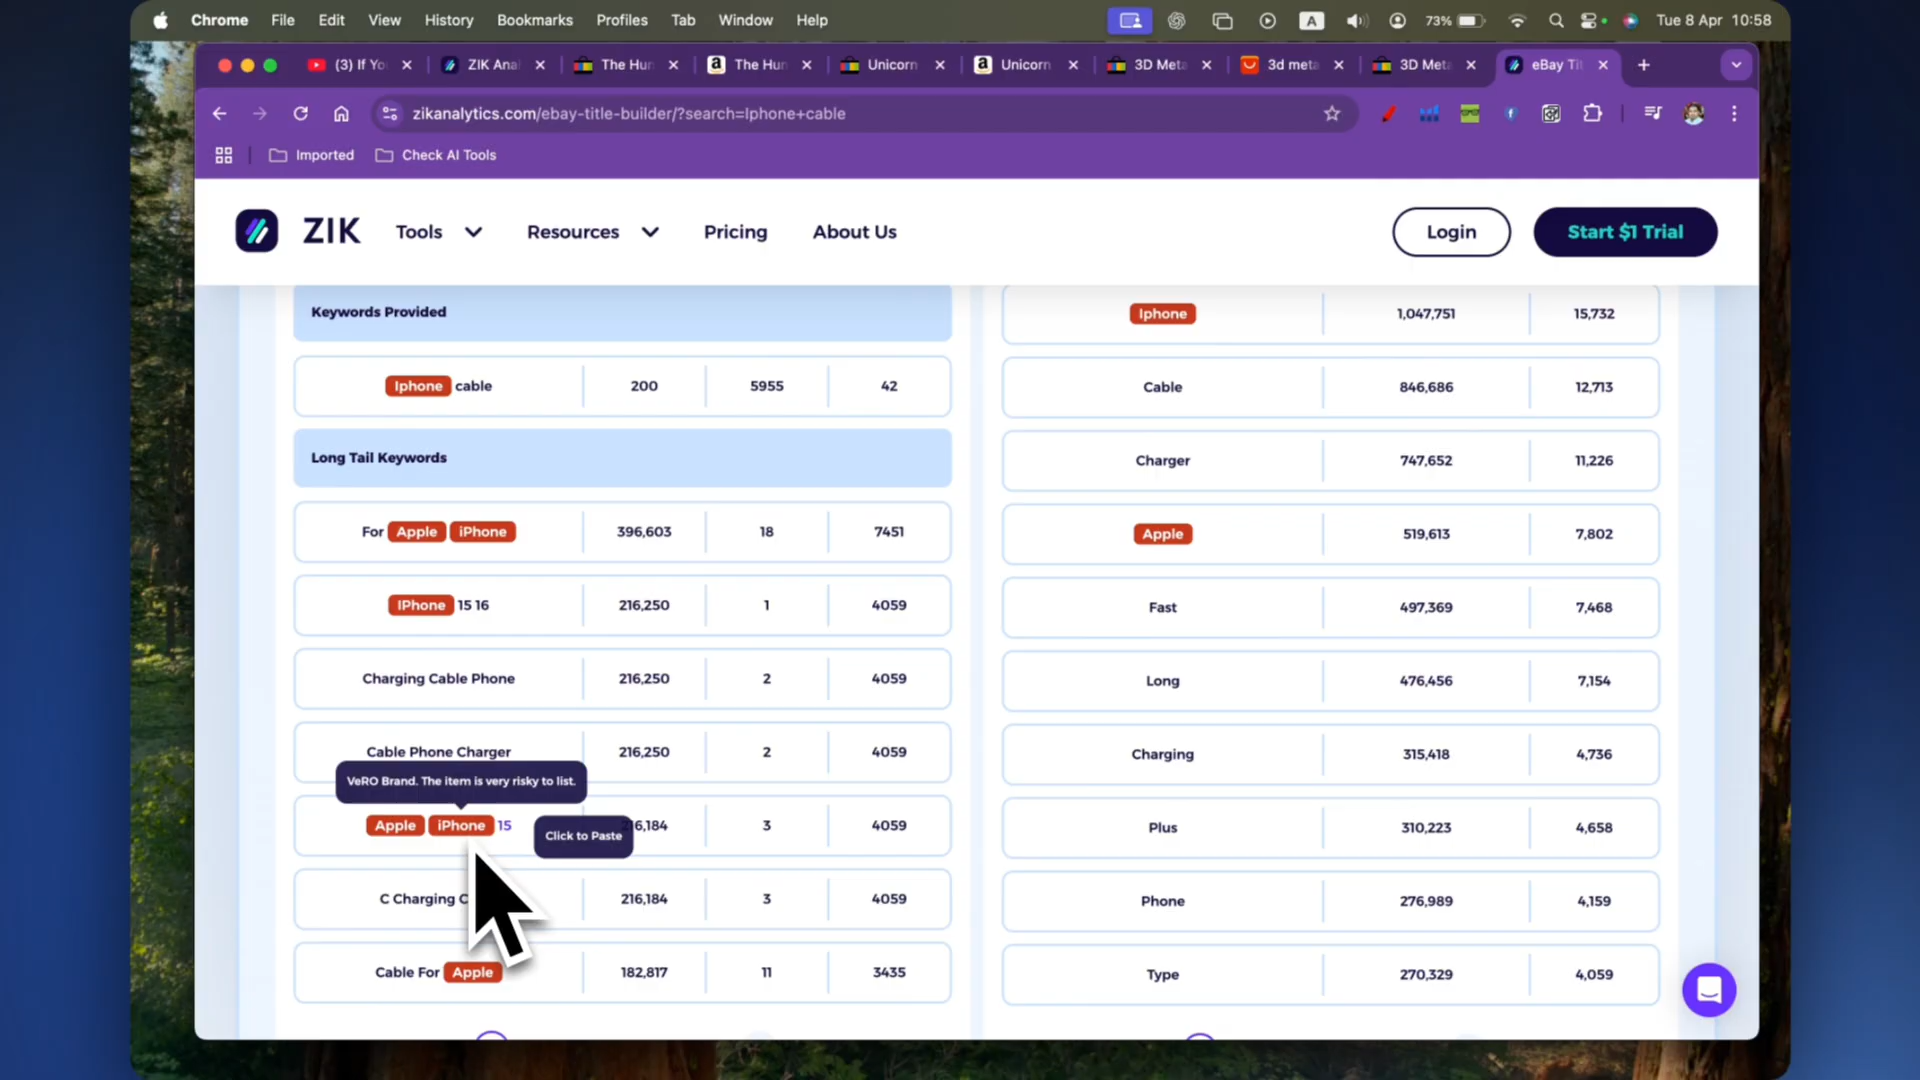 Chrome File Edit View History Bookmarks Profiles Tab Window Help A 73% Tue 8 Apr 10:58
(3) If Yo ZIK Anal The Hun The Hun Unicorn Unicorn 3D Meta 3d meta 3D Meta eBay Tit
zikanalytics.com/ebay-title-builder/?search=Iphone+cable
Imported Check AI Tools
ZIK Tools Resources Pricing About Us Login Start $1 Trial
Keywords Provided
Iphone cable 200 5955 42
Long Tail Keywords
For Apple iPhone 396,603 18 7451
IPhone 15 16 216,250 1 4059
Charging Cable Phone 216,250 2 4059
Cable Phone Charger 216,250 2 4059
VeRO Brand. The item is very risky to list.
Apple iPhone 15 6,184 3 4059
Click to Paste
C Charging C 216,184 3 4059
Cable For Apple 182,817 11 3435
Iphone 1,047,751 15,732
Cable 846,686 12,713
Charger 747,652 11,226
Apple 519,613 7,802
Fast 497,369 7,468
Long 476,456 7,154
Charging 315,418 4,736
Plus 310,223 4,658
Phone 276,989 4,159
Type 270,329 4,059